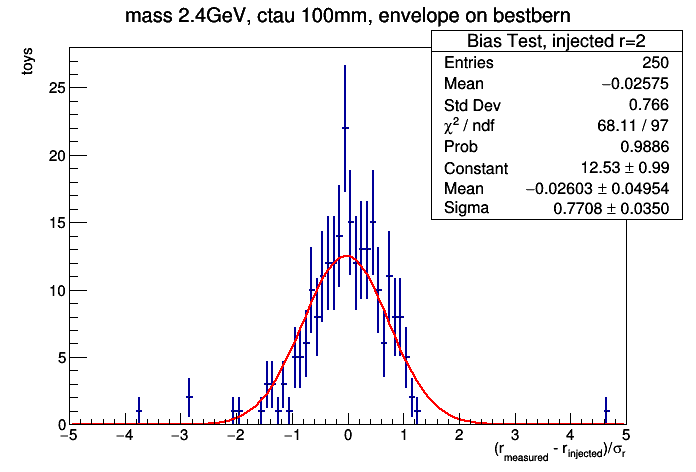 mass 2.4GeV, ctau 100mm, envelope on bestbern
toys
Bias Test, injected r=2
Entries 250
Mean −0.02575
Std Dev 0.766
χ² / ndf 68.11 / 97
Prob 0.9886
Constant 12.53 ± 0.99
Mean −0.02603 ± 0.04954
Sigma 0.7708 ± 0.0350
25
20
15
10
5
0
−5 −4 −3 −2 −1 0 1 2 3 4 5
(r_measured - r_injected)/σ_r